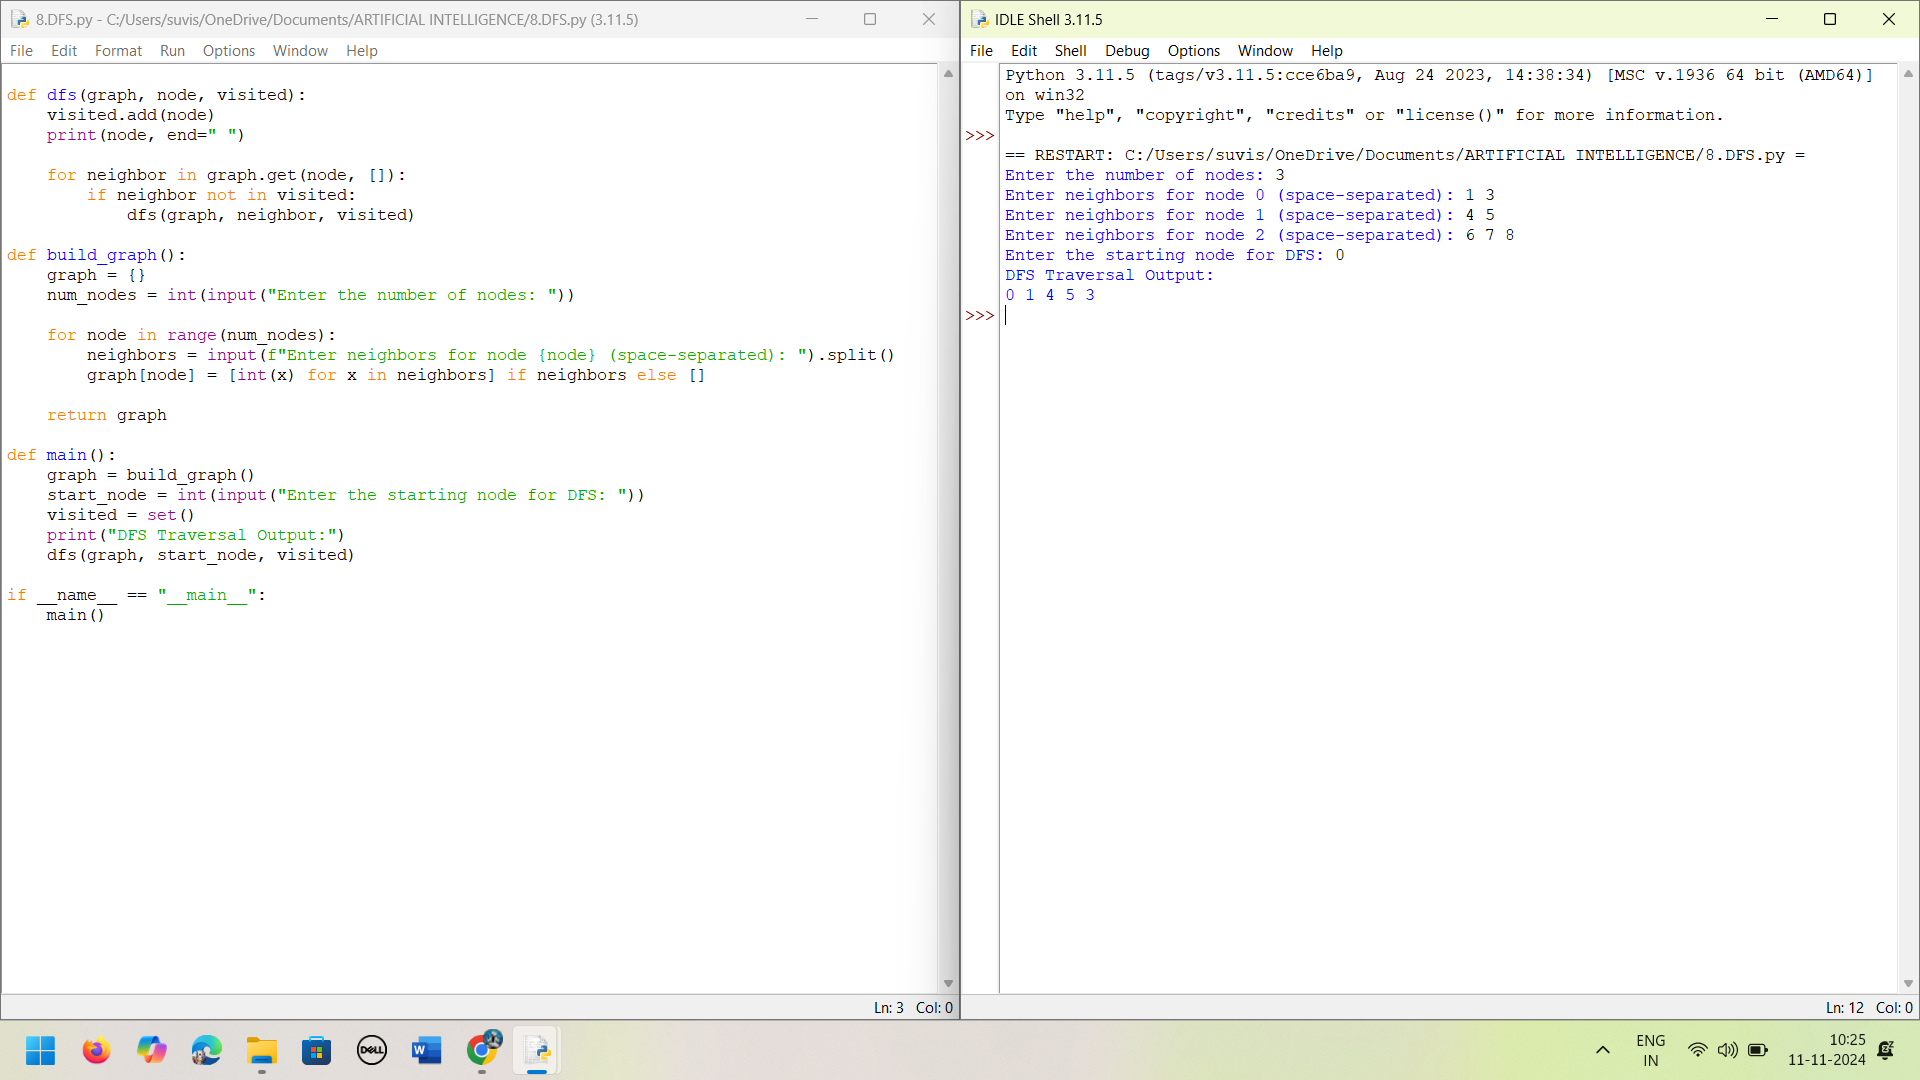 8.DFS.py - C:/Users/suvis/OneDrive/Documents/ARTIFICIAL INTELLIGENCE/8.DFS.py (3.11.5)
File Edit Format Run Options Window Help
def dfs(graph, node, visited):
    visited.add(node)
    print(node, end=" ")
    for neighbor in graph.get(node, []):
        if neighbor not in visited:
            dfs(graph, neighbor, visited)
def build_graph():
    graph = {}
    num_nodes = int(input("Enter the number of nodes: "))
    for node in range(num_nodes):
        neighbors = input(f"Enter neighbors for node {node} (space-separated): ").split()
        graph[node] = [int(x) for x in neighbors] if neighbors else []
    return graph
def main():
    graph = build_graph()
    start_node = int(input("Enter the starting node for DFS: "))
    visited = set()
    print("DFS Traversal Output:")
    dfs(graph, start_node, visited)
if __name__ == "__main__":
    main()
Ln: 3 Col: 0
IDLE Shell 3.11.5
File Edit Shell Debug Options Window Help
Python 3.11.5 (tags/v3.11.5:cce6ba9, Aug 24 2023, 14:38:34) [MSC v.1936 64 bit (AMD64)]
on win32
Type "help", "copyright", "credits" or "license()" for more information.
>>>
== RESTART: C:/Users/suvis/OneDrive/Documents/ARTIFICIAL INTELLIGENCE/8.DFS.py =
Enter the number of nodes: 3
Enter neighbors for node 0 (space-separated): 1 3
Enter neighbors for node 1 (space-separated): 4 5
Enter neighbors for node 2 (space-separated): 6 7 8
Enter the starting node for DFS: 0
DFS Traversal Output:
0 1 4 5 3
>>>
Ln: 12 Col: 0
DELL
W
ENG
IN
10:25
11-11-2024